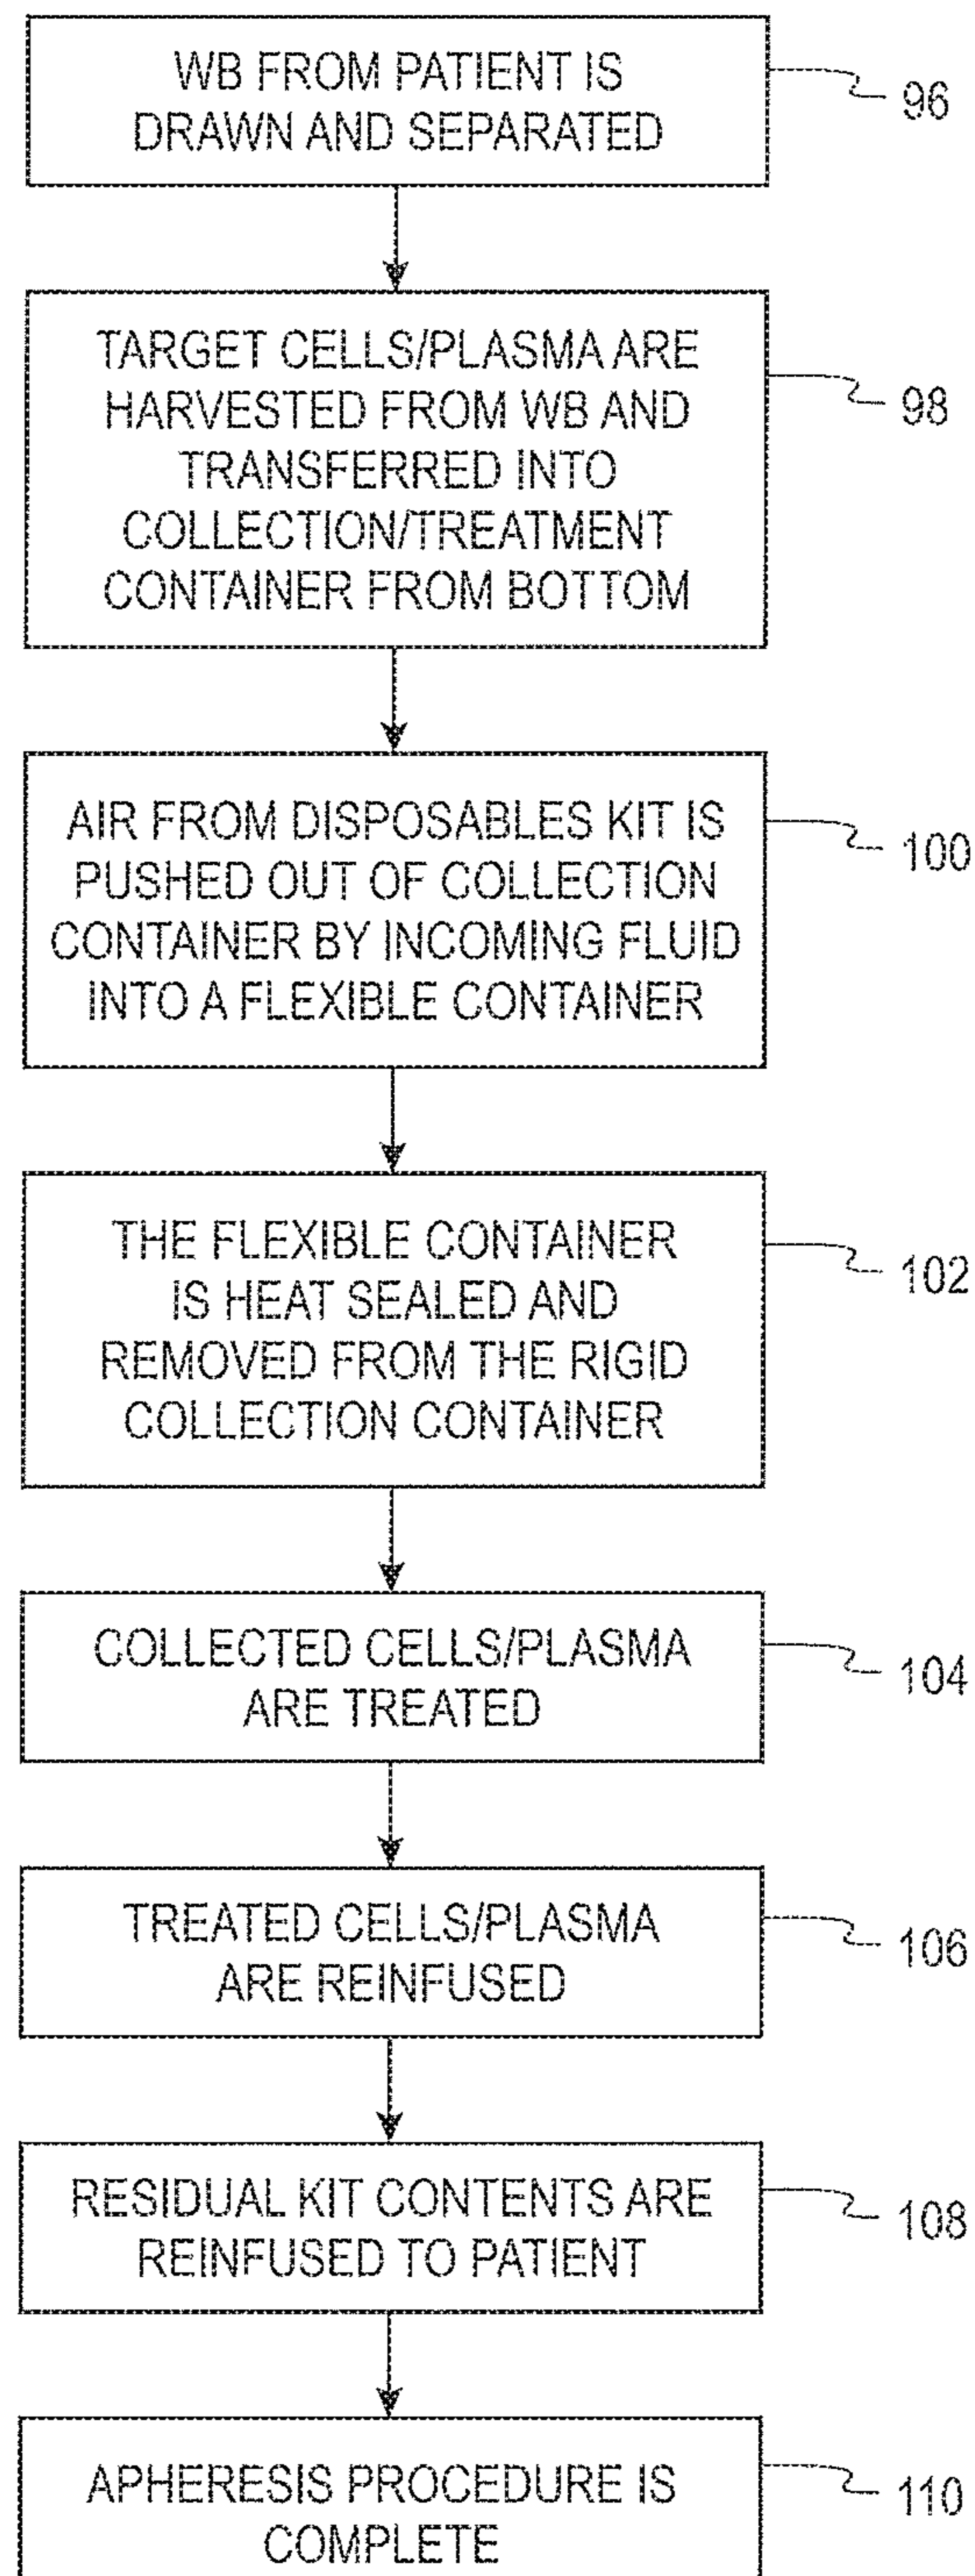 WB FROM PATIENT IS
DRAWN AND SEPARATED
96
TARGET CELLS/PLASMA ARE
HARVESTED FROM WB AND
TRANSFERRED INTO
COLLECTION/TREATMENT
CONTAINER FROM BOTTOM
98
AIR FROM DISPOSABLES KIT IS
PUSHED OUT OF COLLECTION
CONTAINER BY INCOMING FLUID
INTO A FLEXIBLE CONTAINER
100
THE FLEXIBLE CONTAINER
IS HEAT SEALED AND
REMOVED FROM THE RIGID
COLLECTION CONTAINER
102
COLLECTED CELLS/PLASMA
ARE TREATED
104
TREATED CELLS/PLASMA
ARE REINFUSED
106
RESIDUAL KIT CONTENTS ARE
REINFUSED TO PATIENT
108
APHERESIS PROCEDURE IS
COMPLETE
110